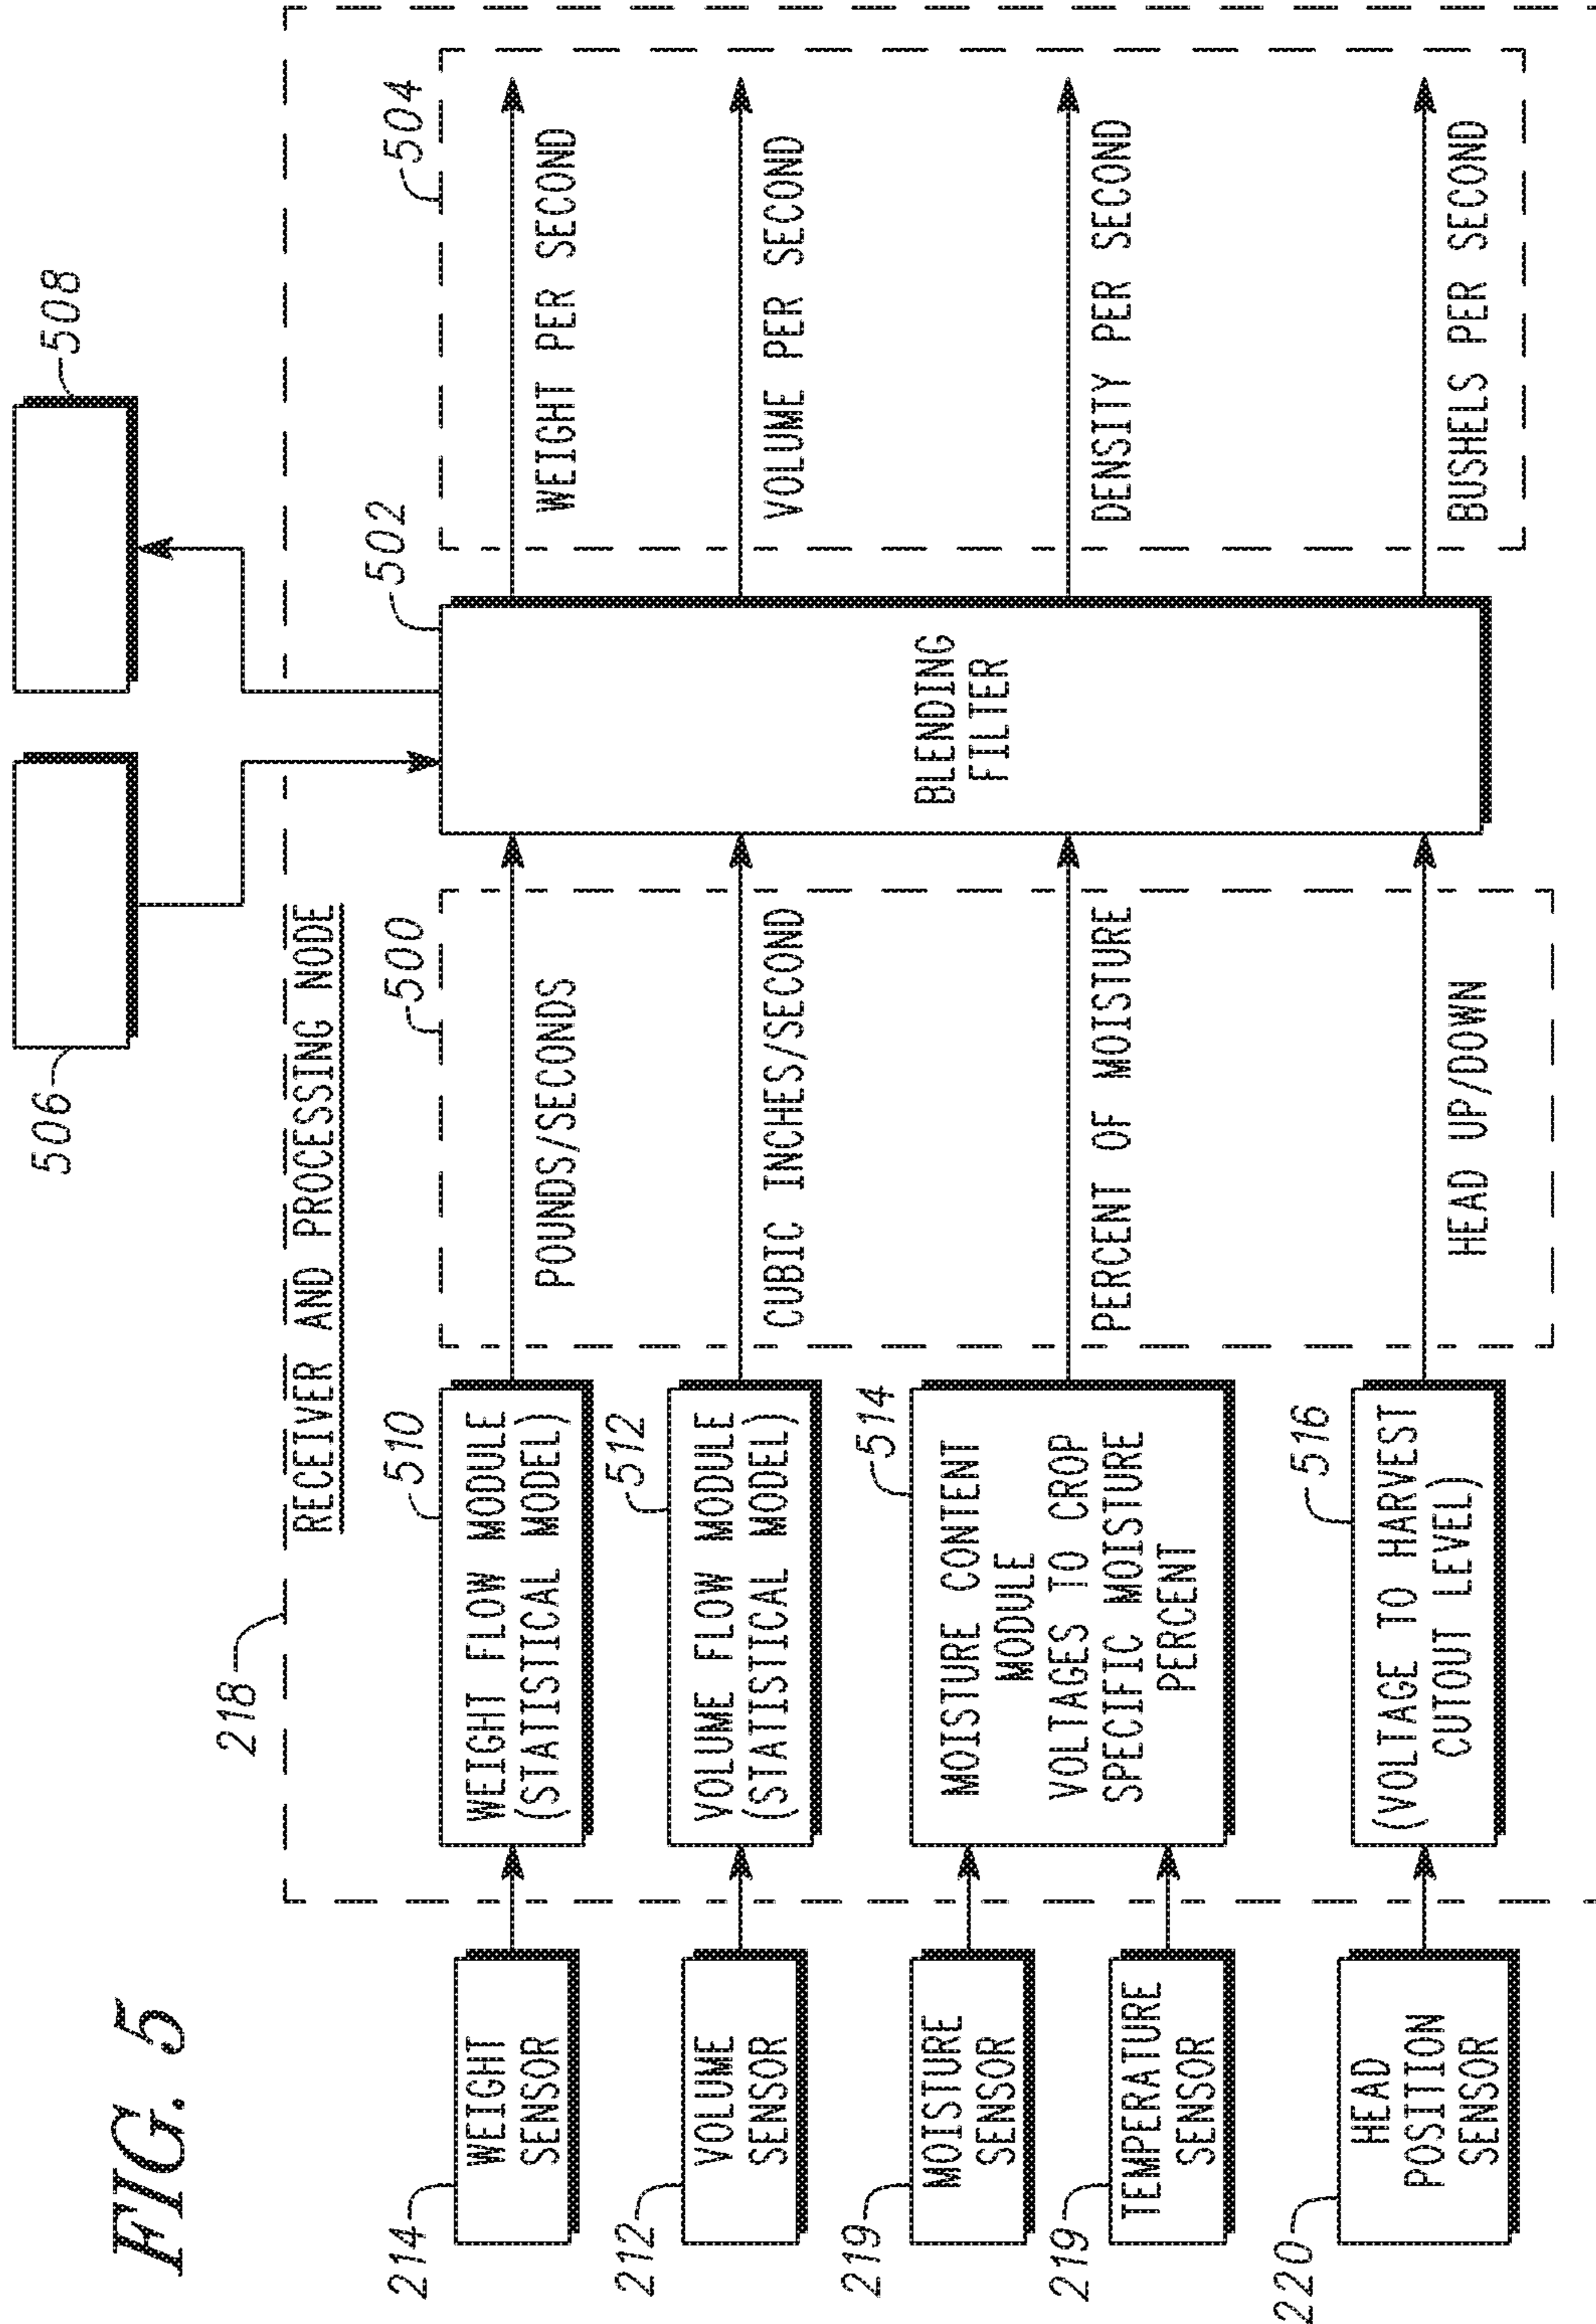 FIG. 5
506
508
218
RECEIVER AND PROCESSING NODE
500
502
504
214
WEIGHT
SENSOR
510
WEIGHT FLOW MODULE
(STATISTICAL MODEL)
POUNDS/SECONDS
WEIGHT PER SECOND
212
VOLUME
SENSOR
512
VOLUME FLOW MODULE
(STATISTICAL MODEL)
CUBIC INCHES/SECOND
VOLUME PER SECOND
BLENDING
FILTER
219
MOISTURE
SENSOR
514
MOISTURE CONTENT
MODULE
VOLTAGES TO CROP
SPECIFIC MOISTURE
PERCENT
PERCENT OF MOISTURE
DENSITY PER SECOND
219
TEMPERATURE
SENSOR
220
HEAD
POSITION
SENSOR
516
(VOLTAGE TO HARVEST
CUTOUT LEVEL)
HEAD UP/DOWN
BUSHELS PER SECOND